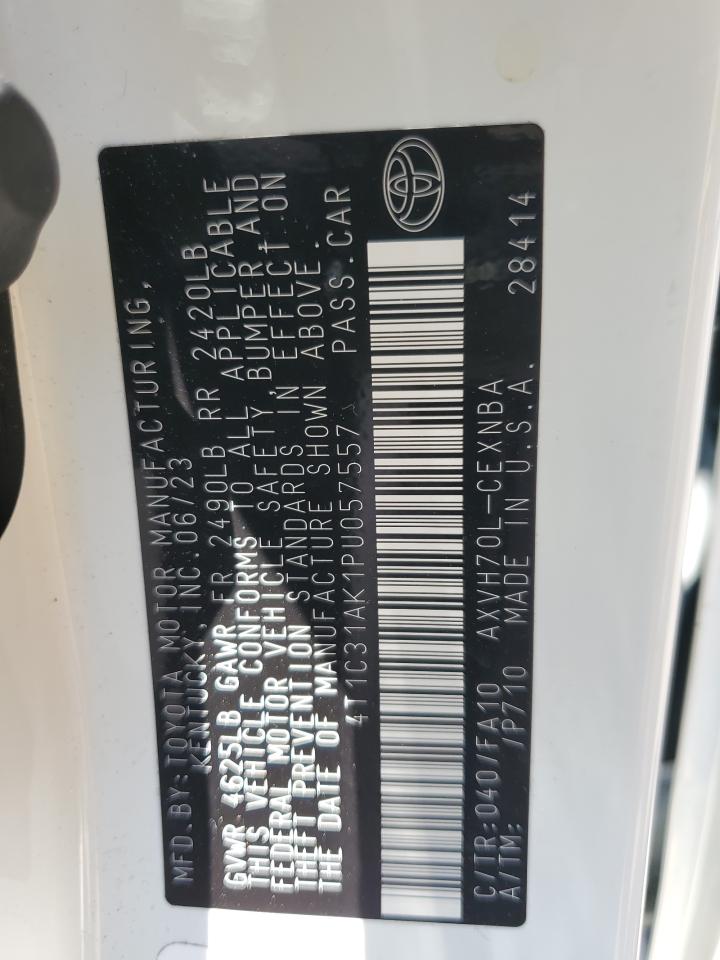 MFD.BY:TOYOTA MOTOR MANUFACTURING,
KENTUCKY, INC.06/23
GVWR 4625LB GAWR FR 2490LB RR 2420LB
THIS VEHICLE CONFORMS TO ALL APPLICABLE
FEDERAL MOTOR VEHICLE SAFETY,BUMPER AND
THEFT PREVENTION STANDARDS IN EFFECT ON
THE DATE OF MANUFACTURE SHOWN ABOVE.
4T1C31AK1PU057557 PASS.CAR
C/TR:040/FA10 AXVH70L-CEXNBA
A/TM: /P710 MADE IN U.S.A. 28414